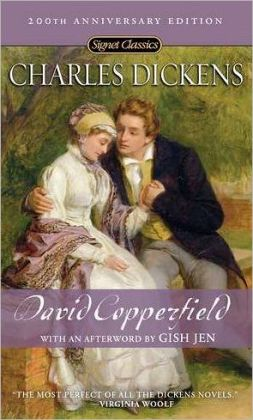 200TH ANNIVERSARY EDITION
Signet Classics
CHARLES DICKENS
David Copperfield
WITH AN AFTERWORD BY GISH JEN
"THE MOST PERFECT OF ALL THE DICKENS NOVELS."
VIRGINIA WOOLF